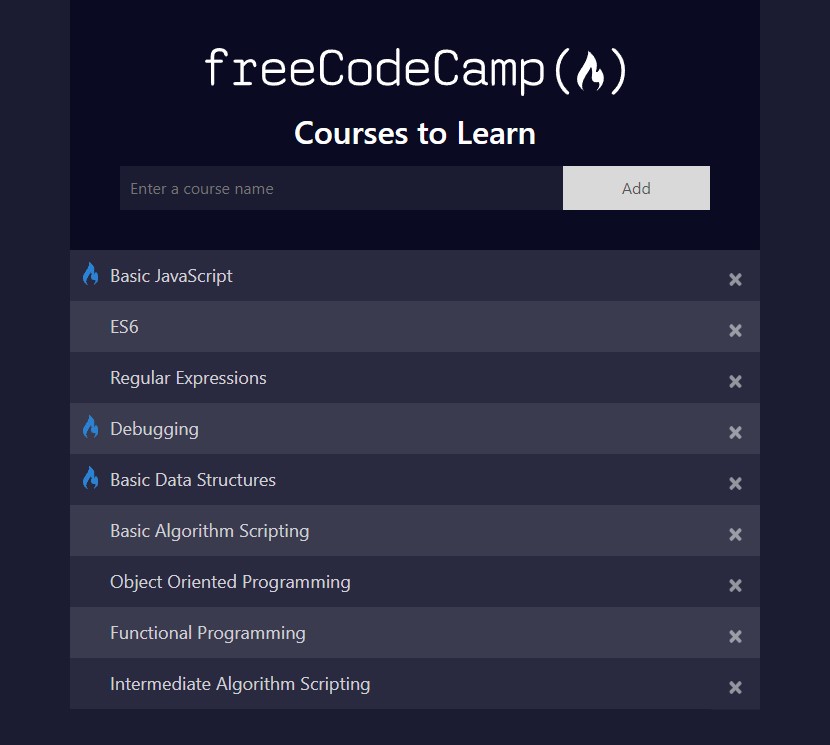 freeCodeCamp(🔥)
Courses to Learn
Enter a course name
Add
Basic JavaScript
ES6
Regular Expressions
Debugging
Basic Data Structures
Basic Algorithm Scripting
Object Oriented Programming
Functional Programming
Intermediate Algorithm Scripting